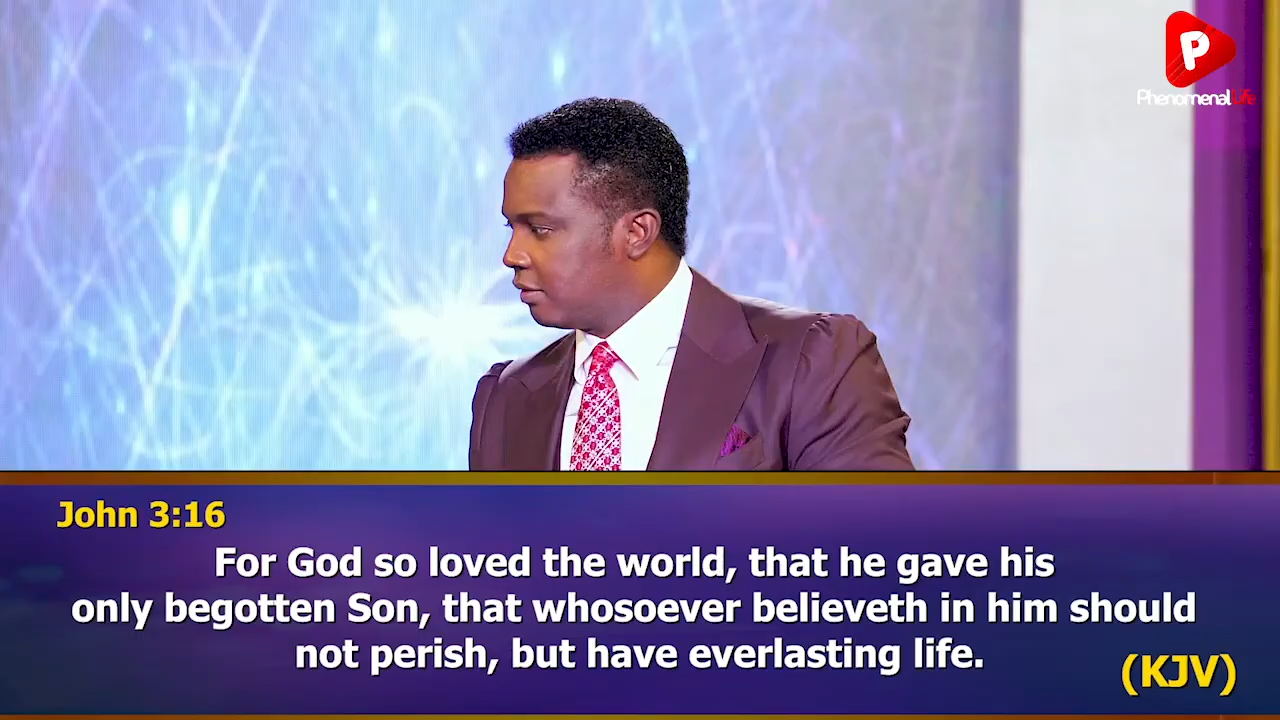 P
Phenomenal Life
John 3:16
For God so loved the world, that he gave his
only begotten Son, that whosoever believeth in him should
not perish, but have everlasting life.
(KJV)